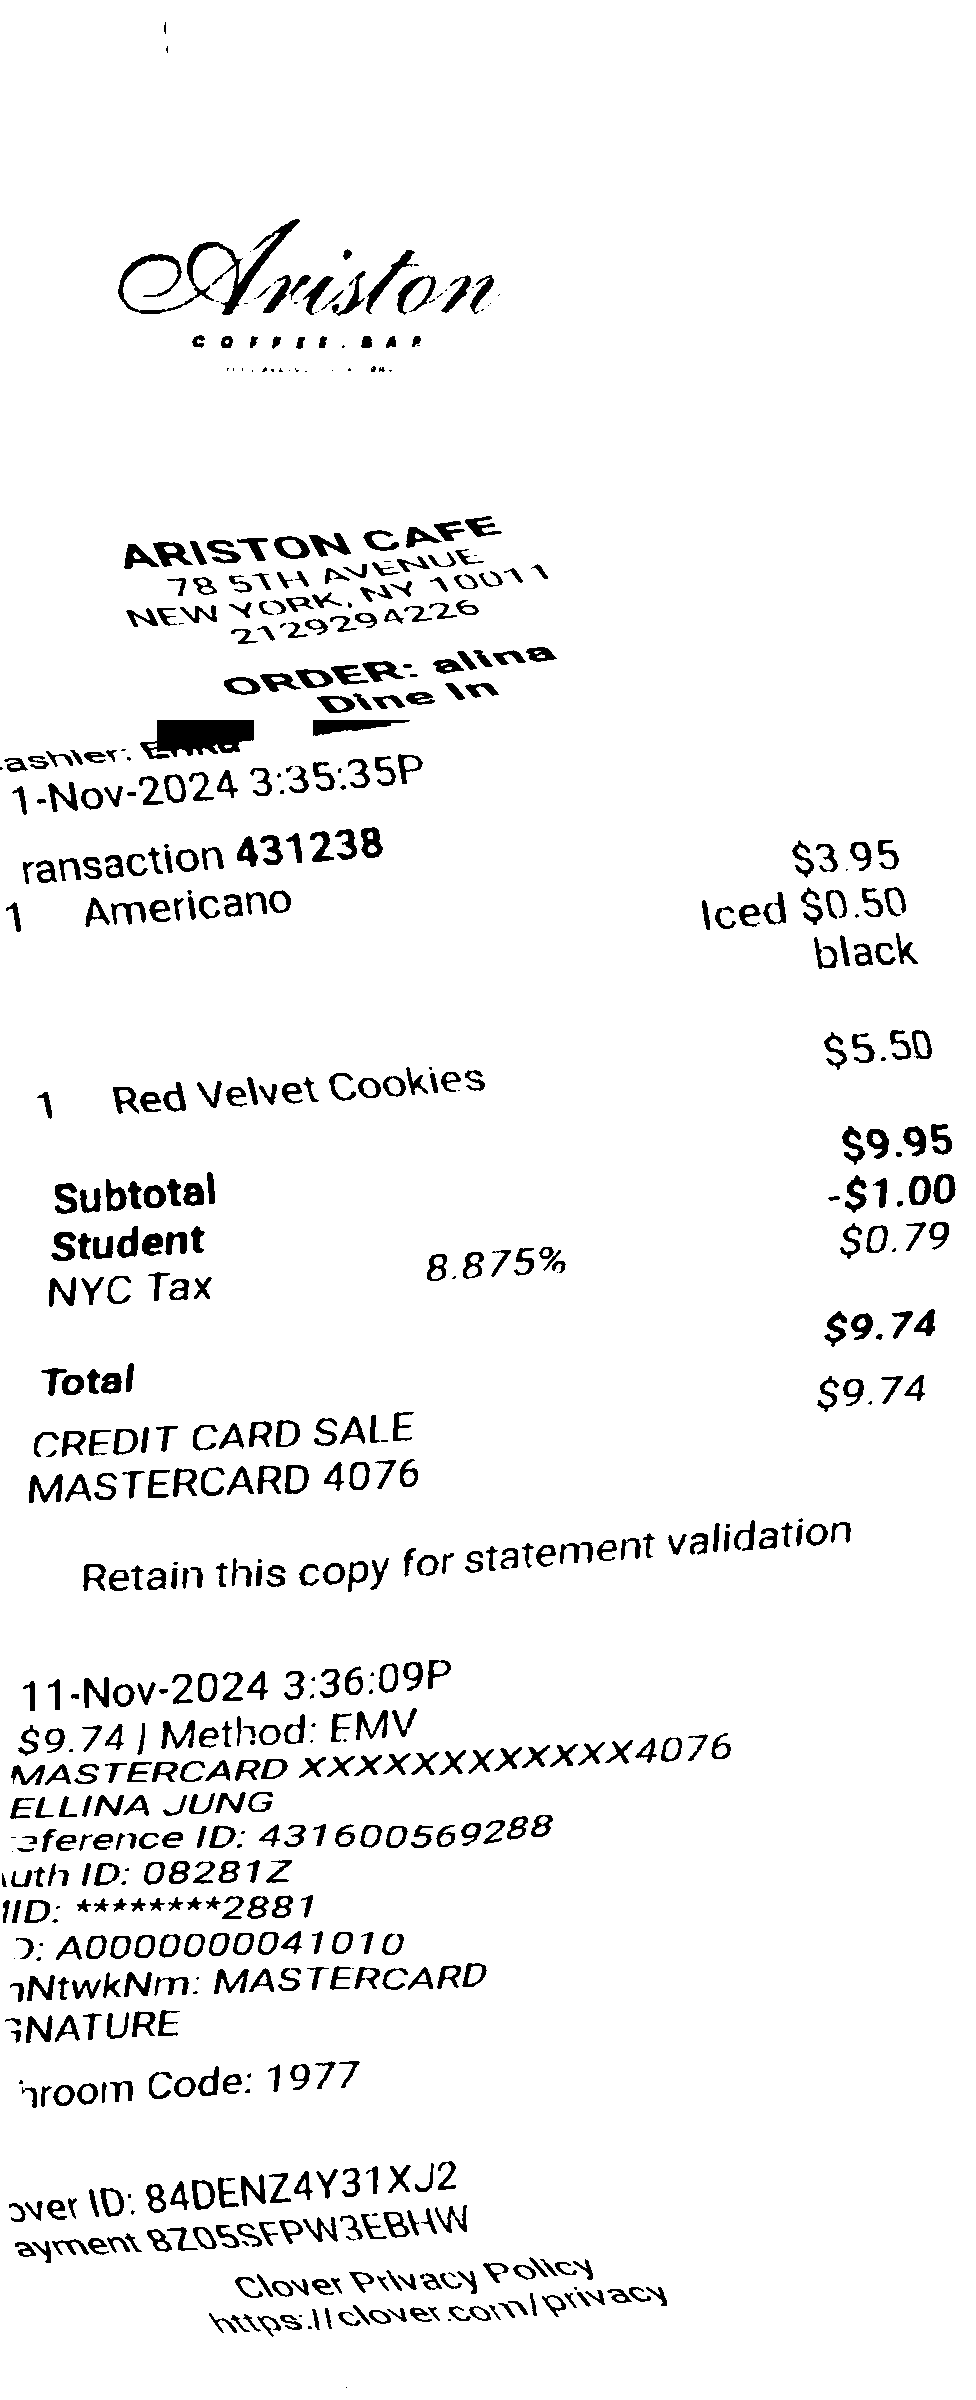 Ariston
COFFEE.BAR
ARISTON CAFE
78 5TH AVENUE
NEW YORK, NY 10011
2129294226
ORDER: alina
Dine In
ashier:
1-Nov-2024 3:35:35P
ransaction 431238
1 Americano $3.95
Iced $0.50
black
1 Red Velvet Cookies $5.50
Subtotal $9.95
Student -$1.00
NYC Tax 8.875% $0.79
Total $9.74
CREDIT CARD SALE $9.74
MASTERCARD 4076
Retain this copy for statement validation
11-Nov-2024 3:36:09P
$9.74 | Method: EMV
MASTERCARD XXXXXXXXXXXX4076
ELLINA JUNG
eference ID: 431600569288
uth ID: 08281Z
ID: ********2881
D: A0000000041010
NtwkNm: MASTERCARD
GNATURE
hroom Code: 1977
over ID: 84DENZ4Y31XJ2
ayment 8Z05SFPW3EBHW
Clover Privacy Policy
https://clover.com/privacy